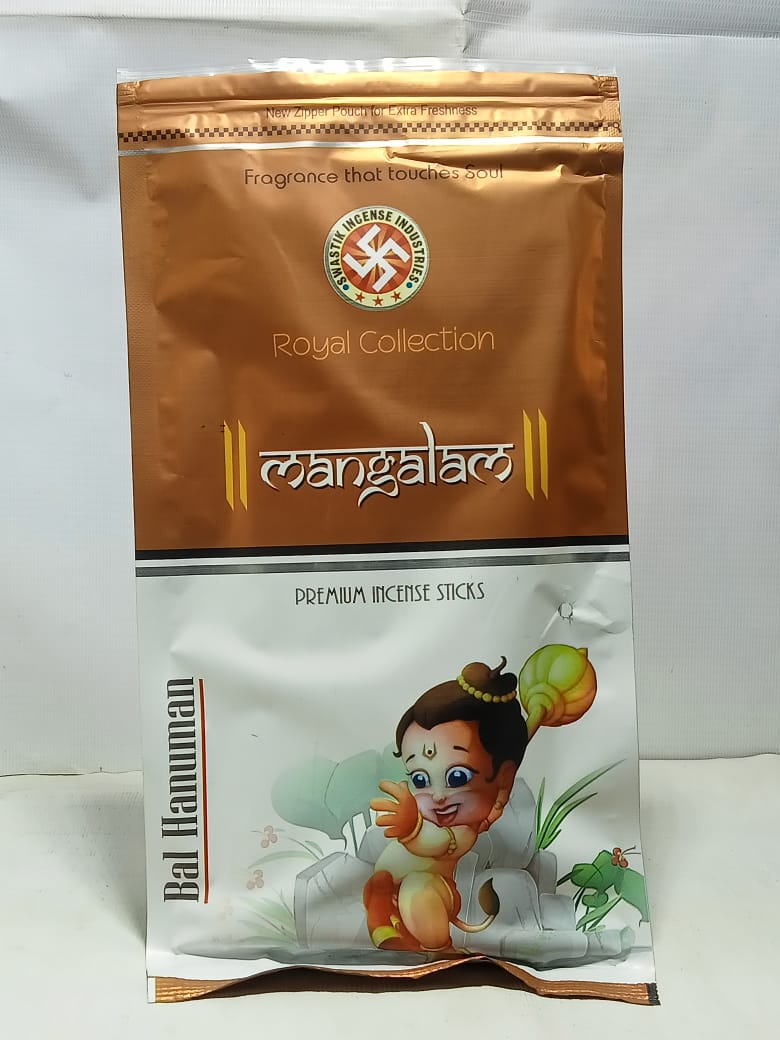 New Zipper Pouch for Extra Freshness
Fragrance that touches Soul
SWASTIK INCENSE INDUSTRIES
Royal Collection
mangalam
PREMIUM INCENSE STICKS
Bal Hanuman